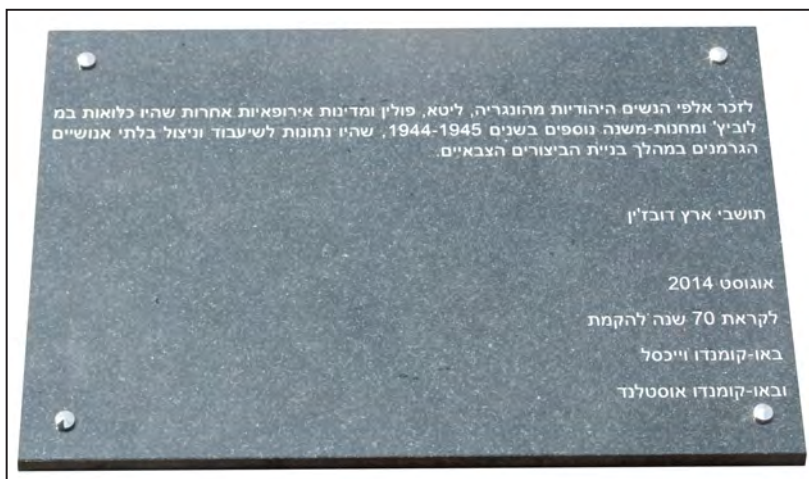 לזכר אלפי הנשים היהודיות מהונגריה, ליטא, פולין ומדינות אירופאיות אחרות שהיו כלואות במ
לוביץ' ומחנות-משנה נוספים בשנים 1944-1945, שהיו נתונות לשיעבוד וניצול בלתי אנושיים
הגרמנים במהלך בניית הביצורים הצבאיים.
תושבי ארץ דובז'ין
אוגוסט 2014
לקראת 70 שנה להקמת
באו-קומנדו וייכסל
ובאו-קומנדו אוסטלנד